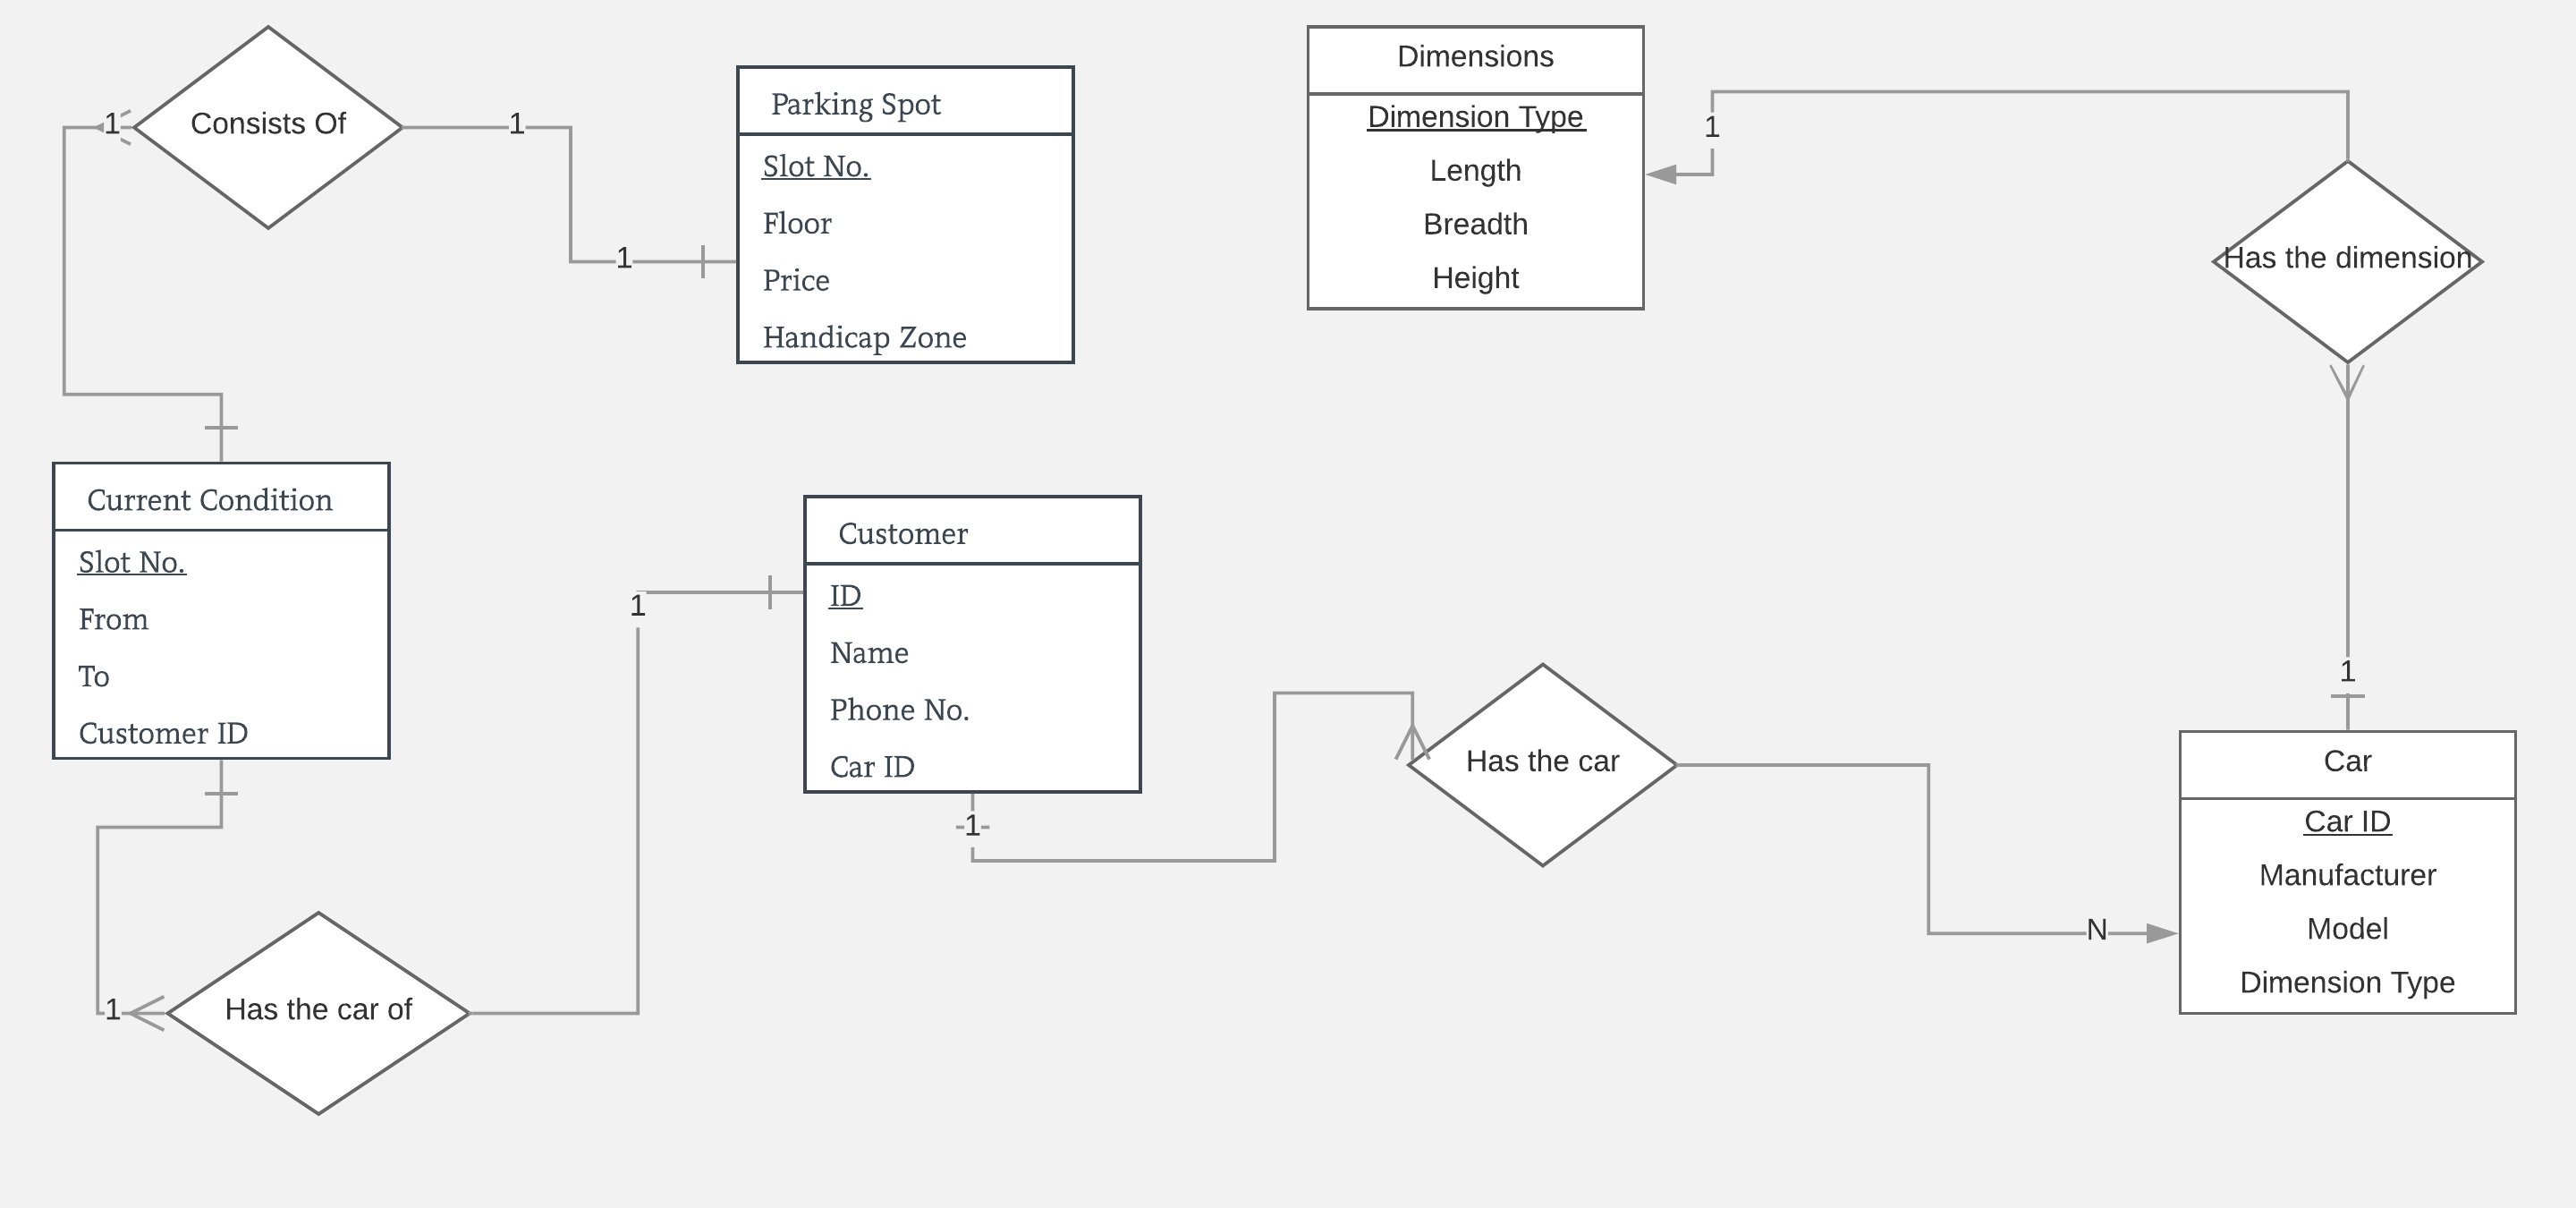 Consists Of
1
1
1
Parking Spot
Slot No.
Floor
Price
Handicap Zone
Dimensions
Dimension Type
Length
Breadth
Height
1
Has the dimension
Current Condition
Slot No.
From
To
Customer ID
1
Customer
ID
Name
Phone No.
Car ID
1
Has the car
N
1
Car
Car ID
Manufacturer
Model
Dimension Type
1
Has the car of